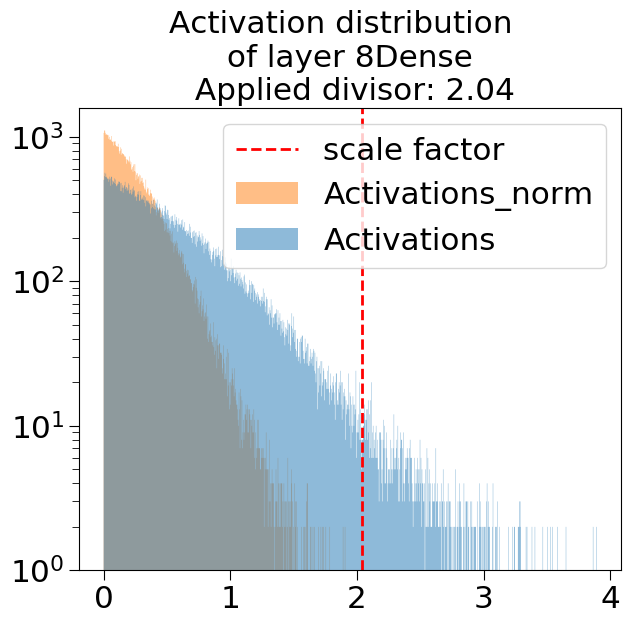 Activation distribution
of layer 8Dense
Applied divisor: 2.04
scale factor
Activations_norm
Activations
10³
10²
10¹
10⁰
0 1 2 3 4